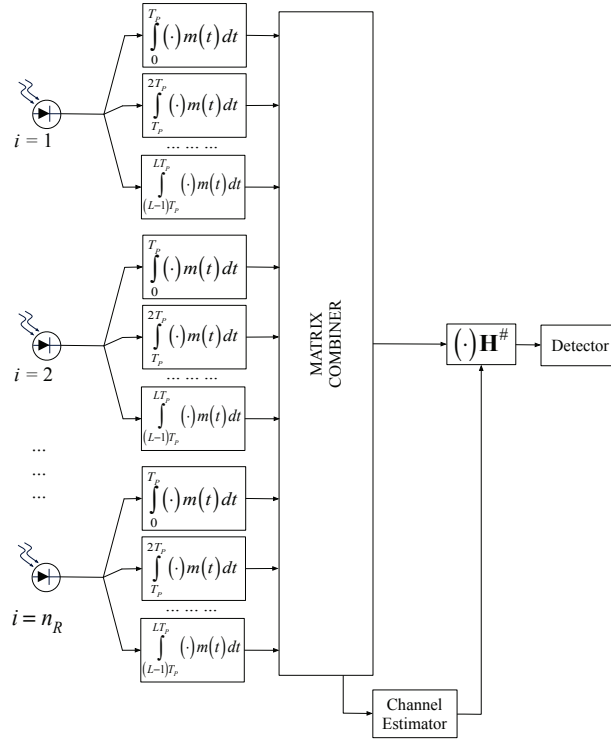 T_P
∫ (·) m(t) dt
0
2T_P
∫ (·) m(t) dt
T_P
... ... ...
LT_P
∫ (·) m(t) dt
(L−1)T_P
i = 1
T_P
∫ (·) m(t) dt
0
2T_P
∫ (·) m(t) dt
T_P
... ... ...
LT_P
∫ (·) m(t) dt
(L−1)T_P
i = 2
...
...
...
T_P
∫ (·) m(t) dt
0
2T_P
∫ (·) m(t) dt
T_P
... ... ...
LT_P
∫ (·) m(t) dt
(L−1)T_P
i = n_R
MATRIX
COMBINER
(·) H^#
Detector
Channel
Estimator